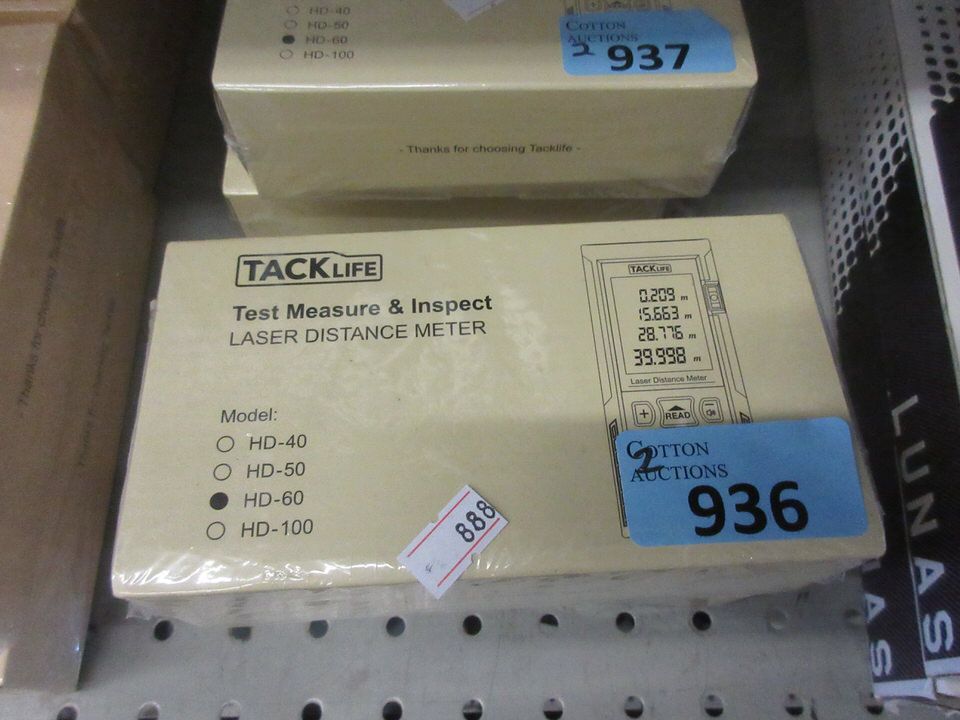 HD-40
HD-50
HD-60
HD-100
COTTON
AUCTIONS
2 937
- Thanks for choosing Tacklife -
TACKLIFE
Test Measure & Inspect
LASER DISTANCE METER
Model:
HD-40
HD-50
HD-60
HD-100
888
TACKLIFE
0.209 m
15.663 m
28.776 m
39.998 m
Laser Distance Meter
+ READ -
COTTON
2
AUCTIONS
936
LUNAS
AS